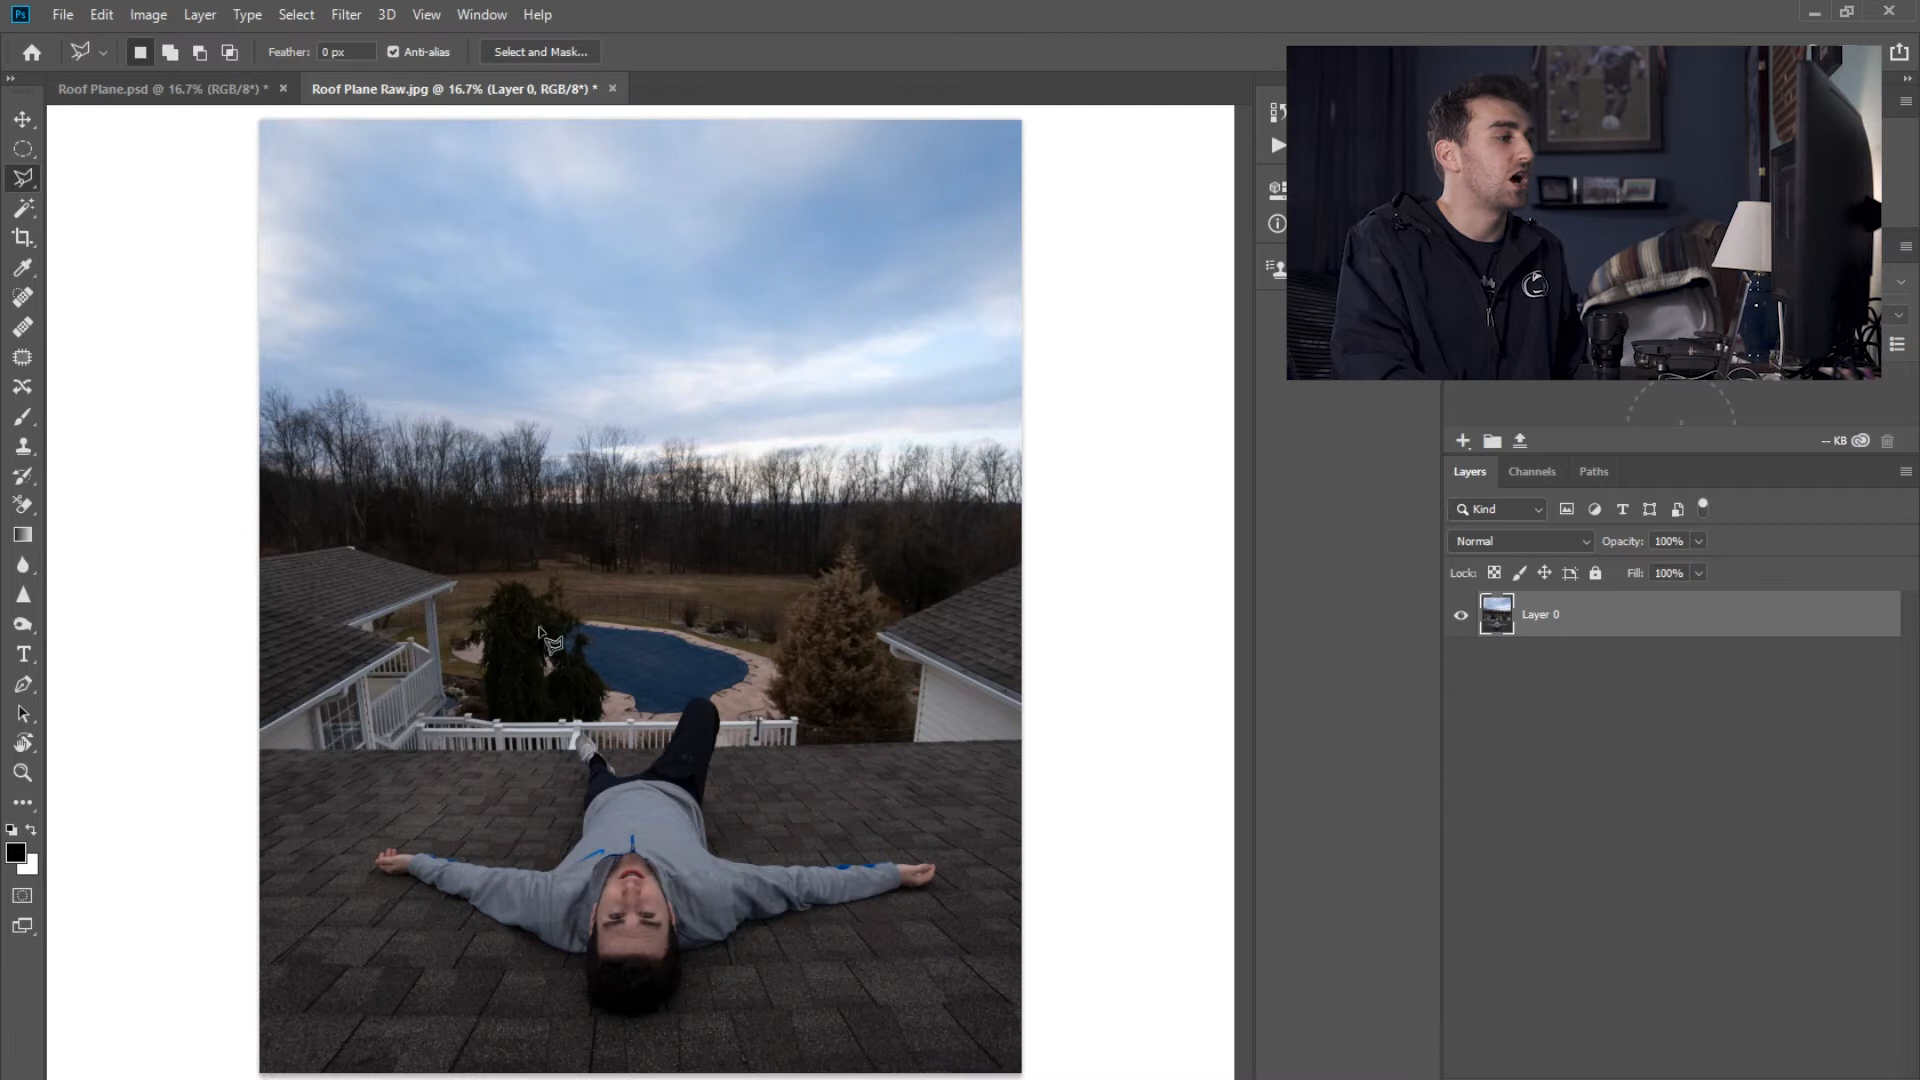 Ps File Edit Image Layer Type Select Filter 3D View Window Help
Feather: 0 px Anti-alias Select and Mask...
Roof Plane.psd @ 16.7% (RGB/8*) * × Roof Plane Raw.jpg @ 16.7% (Layer 0, RGB/8*) * ×
-- KB
Layers Channels Paths
Kind
Normal Opacity: 100%
Lock: Fill: 100%
Layer 0